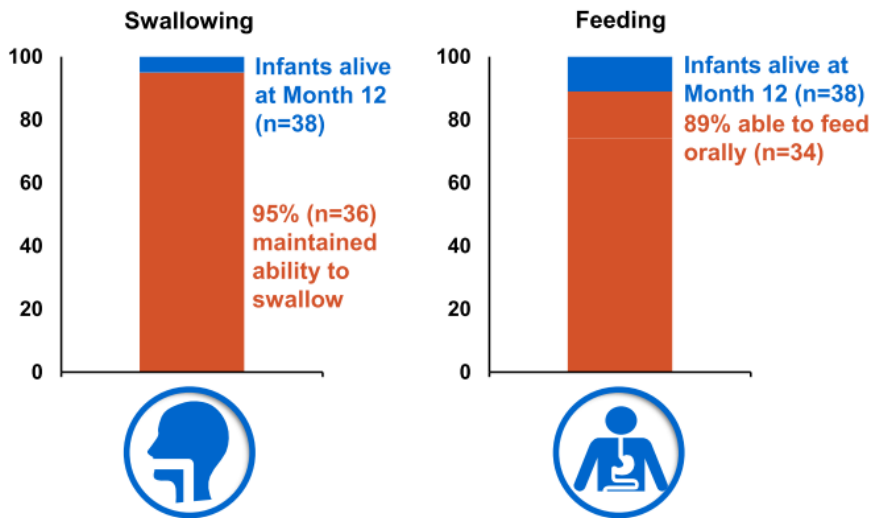 Swallowing
100
80
60
40
20
0
Infants alive
at Month 12
(n=38)
95% (n=36)
maintained
ability to
swallow
Feeding
100
80
60
40
20
0
Infants alive at
Month 12 (n=38)
89% able to feed
orally (n=34)